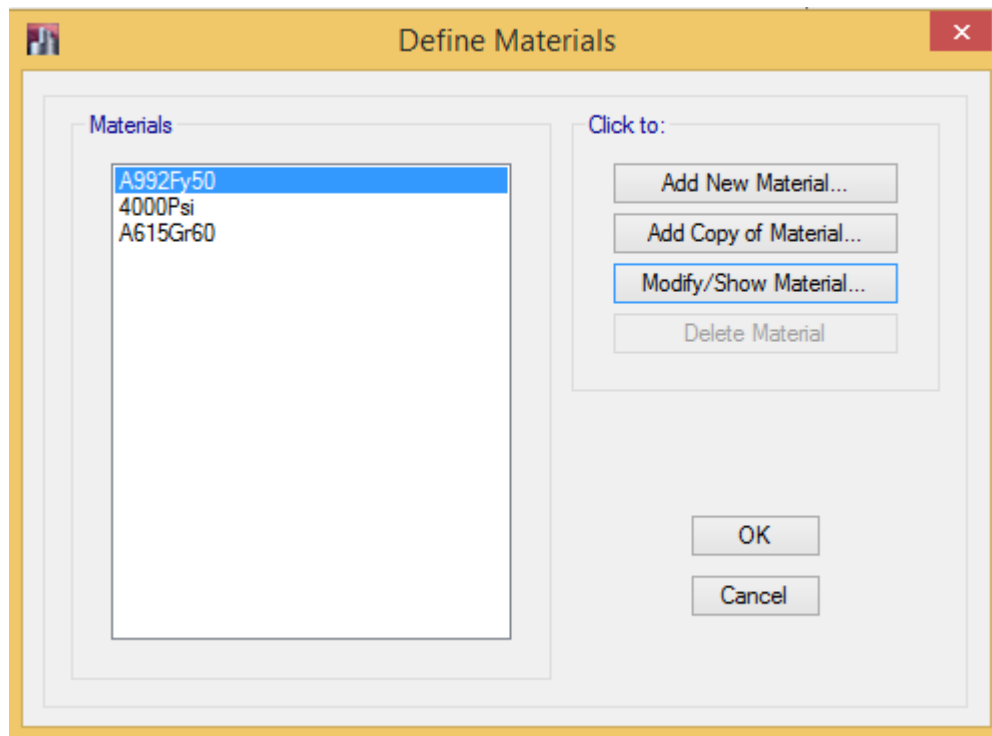 Define Materials
Materials
A992Fy50
4000Psi
A615Gr60
Click to:
Add New Material...
Add Copy of Material...
Modify/Show Material...
Delete Material
OK
Cancel